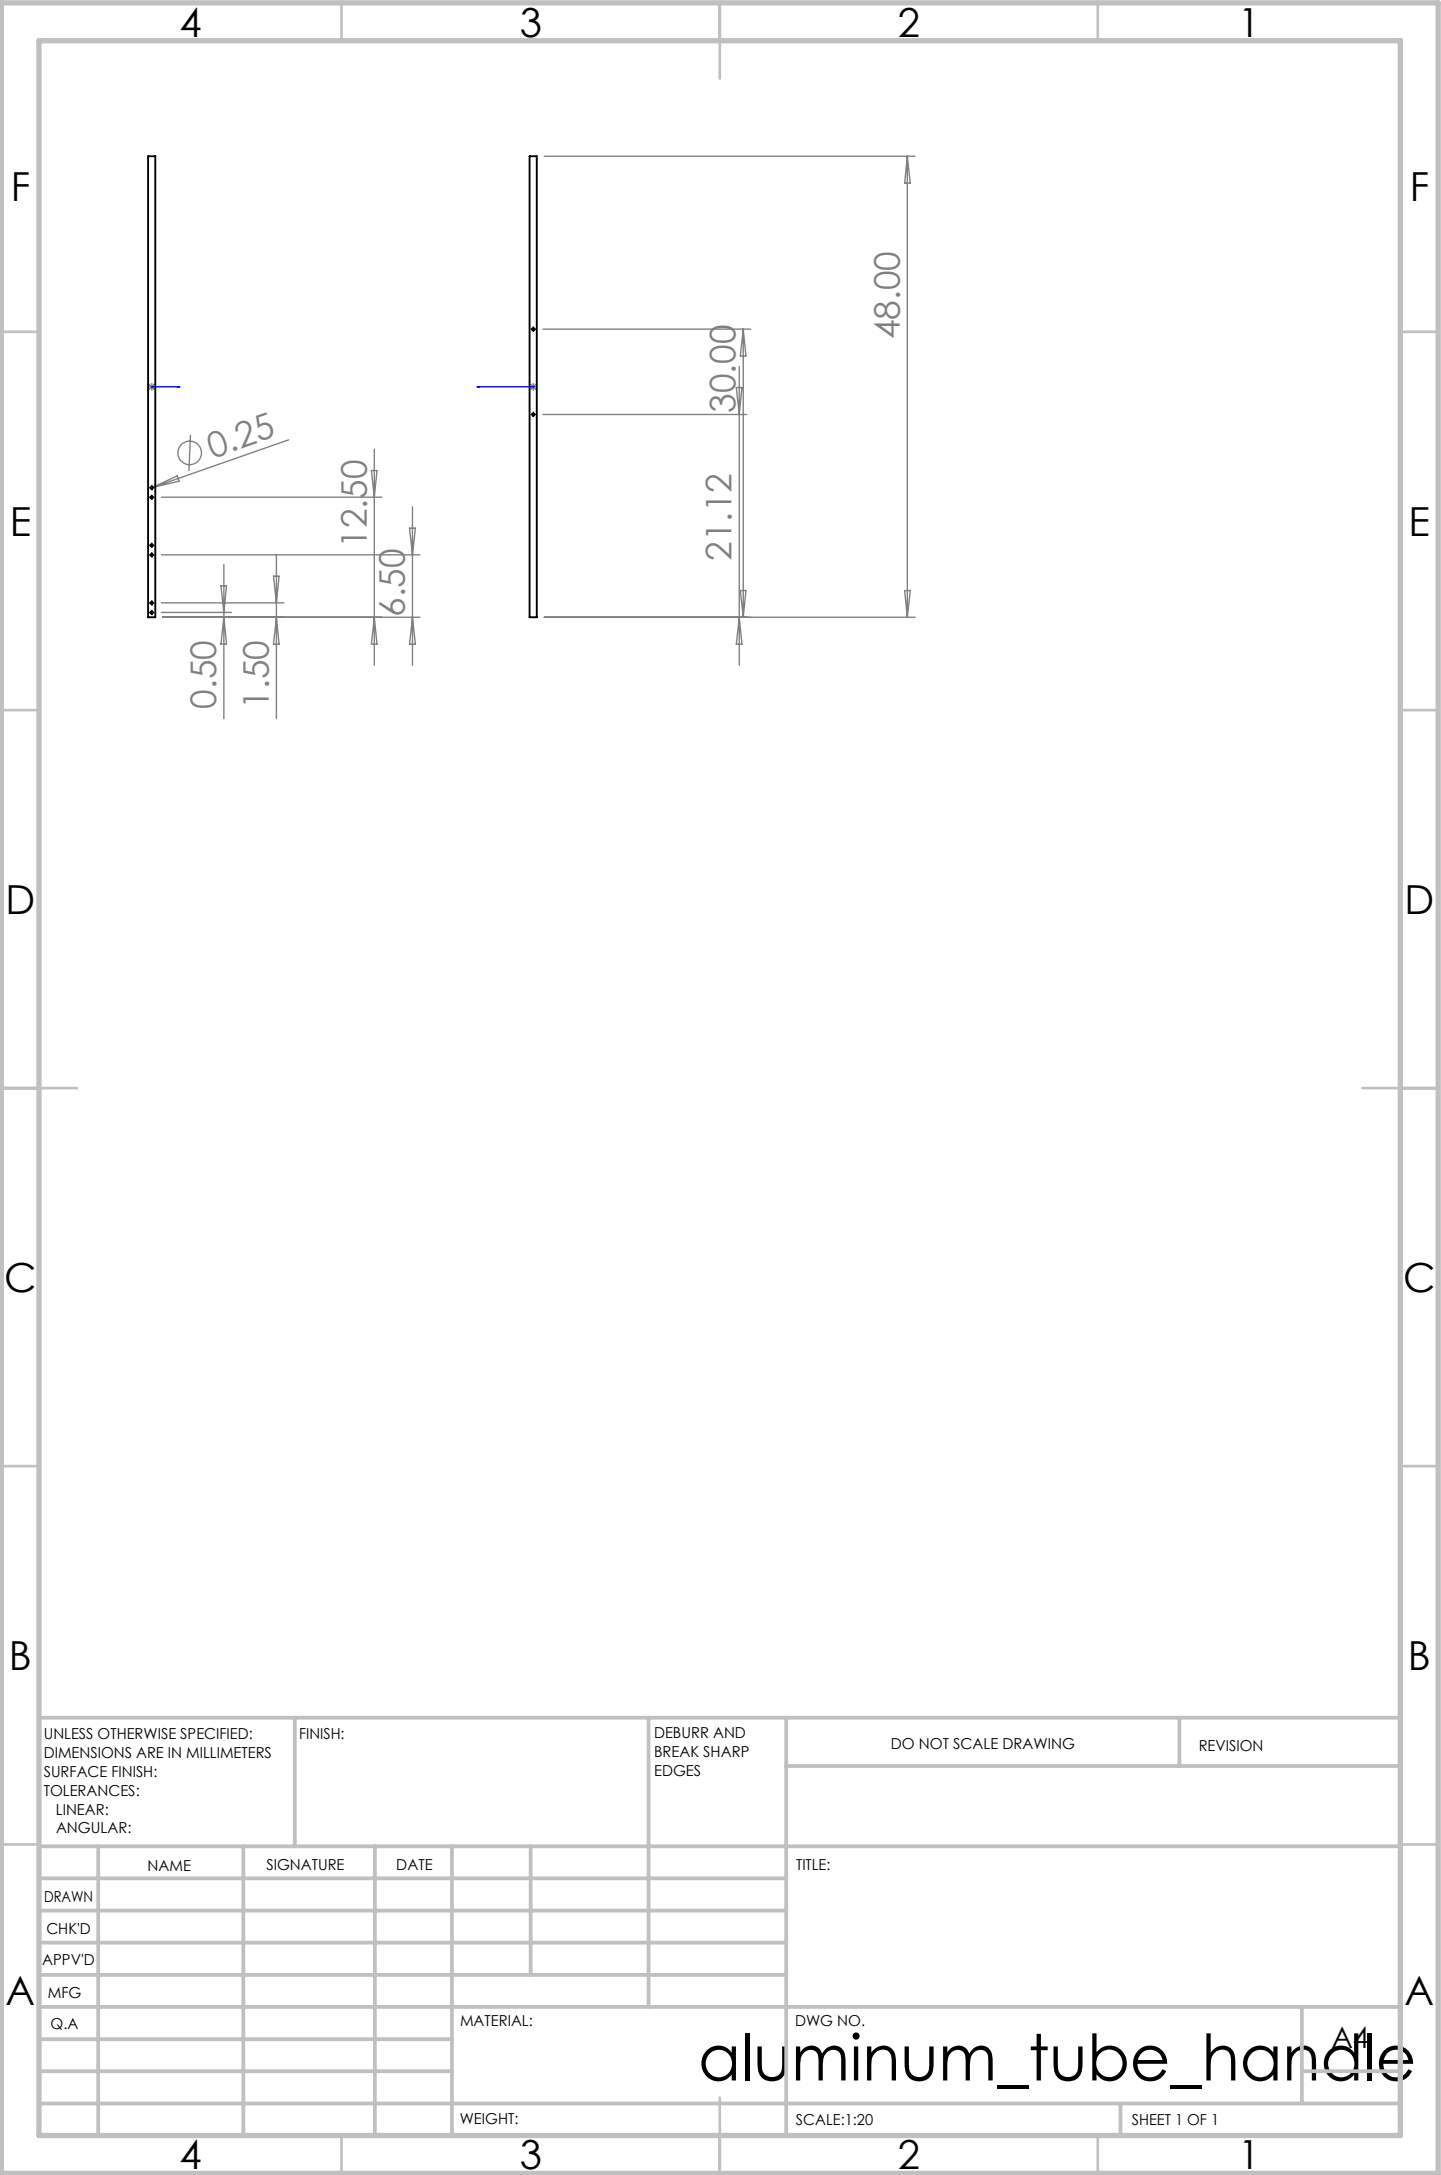 4 3 2 1
F F
48.00
30.00
E E
⌀0.25
12.50
21.12
6.50
0.50
1.50
D D
C C
B B
UNLESS OTHERWISE SPECIFIED:
DIMENSIONS ARE IN MILLIMETERS
SURFACE FINISH:
TOLERANCES:
LINEAR:
ANGULAR:
FINISH:
DEBURR AND
BREAK SHARP
EDGES
DO NOT SCALE DRAWING
REVISION
NAME SIGNATURE DATE
TITLE:
DRAWN
CHK'D
APPV'D
MFG
Q.A
A A
MATERIAL:
DWG NO.
aluminum_tube_handle
A4
WEIGHT:
SCALE:1:20
SHEET 1 OF 1
4 3 2 1